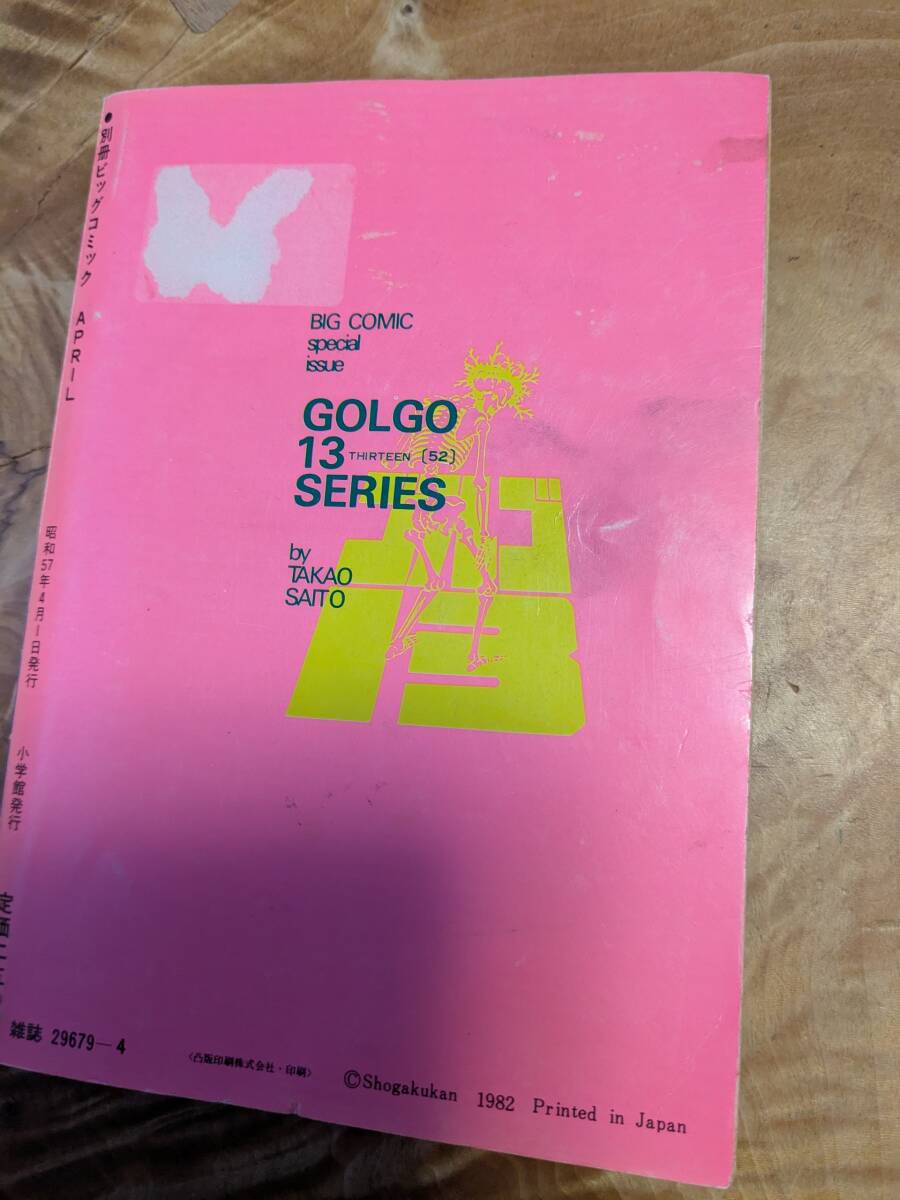 ●別冊ビッグコミック APRIL
昭和57年4月1日発行
小学館発行
定価二
BIG COMIC
special
issue
GOLGO
13 THIRTEEN〔52〕
SERIES
by
TAKAO
SAITO
ゴルゴ
13
雑誌 29679—4
〈凸版印刷株式会社・印刷〉
©Shogakukan 1982 Printed in Japan